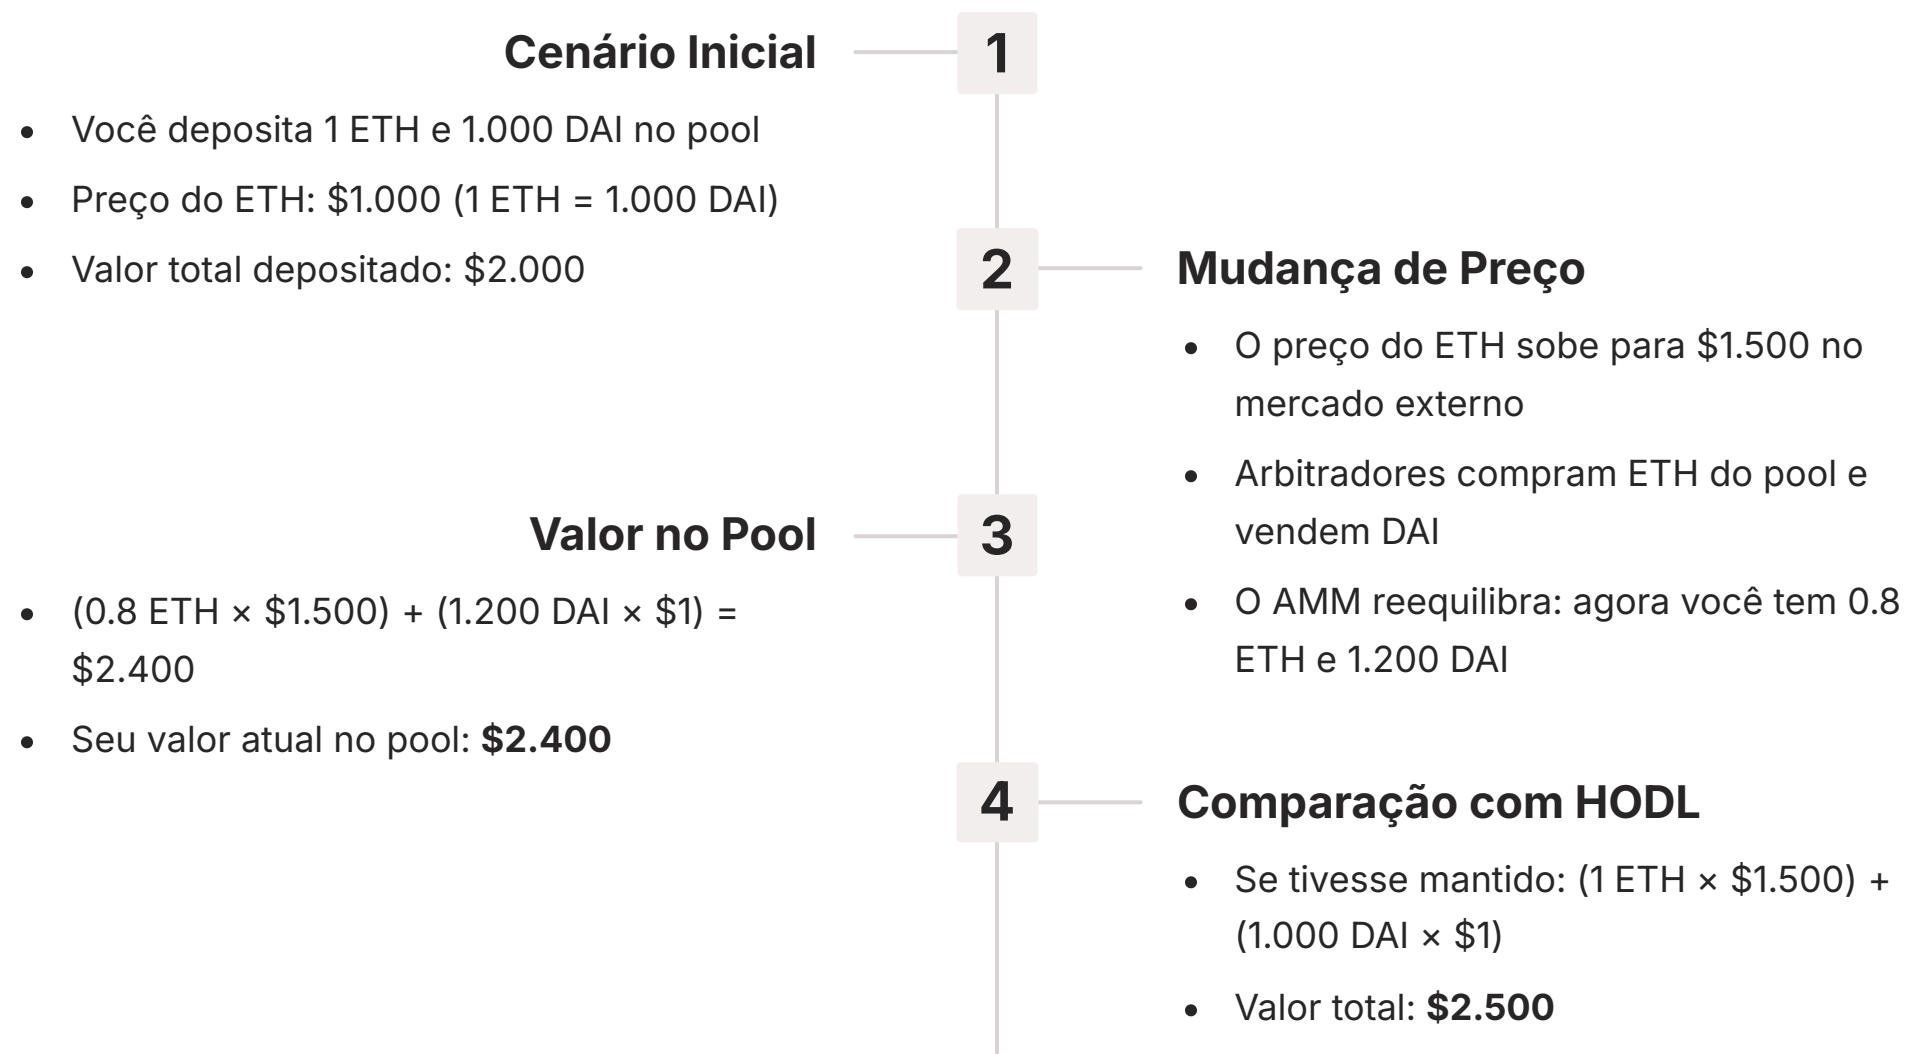 Cenário Inicial
1
• Você deposita 1 ETH e 1.000 DAI no pool
• Preço do ETH: $1.000 (1 ETH = 1.000 DAI)
• Valor total depositado: $2.000
2
Mudança de Preço
• O preço do ETH sobe para $1.500 no
mercado externo
• Arbitradores compram ETH do pool e
vendem DAI
• O AMM reequilibra: agora você tem 0.8
ETH e 1.200 DAI
Valor no Pool
3
• (0.8 ETH × $1.500) + (1.200 DAI × $1) =
$2.400
• Seu valor atual no pool: $2.400
4
Comparação com HODL
• Se tivesse mantido: (1 ETH × $1.500) +
(1.000 DAI × $1)
• Valor total: $2.500